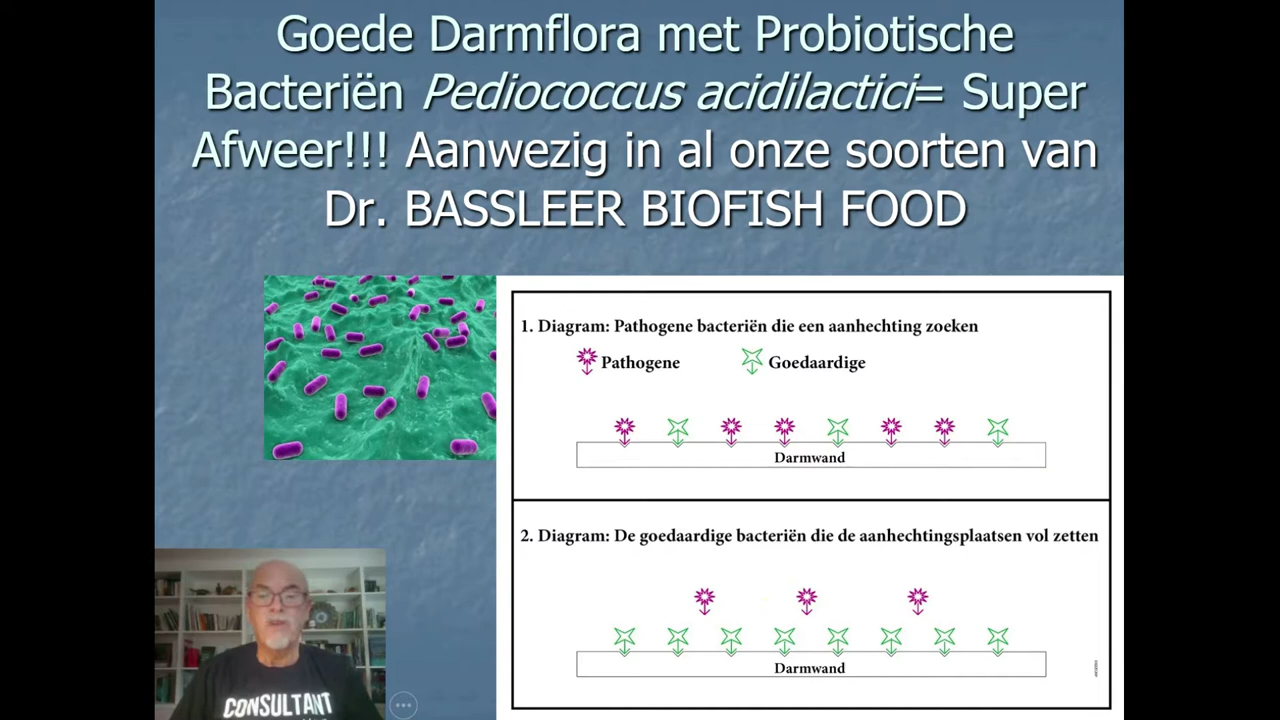 Goede Darmflora met Probiotische
Bacteriën Pediococcus acidilactici= Super
Afweer!!! Aanwezig in al onze soorten van
Dr. BASSLEER BIOFISH FOOD
1. Diagram: Pathogene bacteriën die een aanhechting zoeken
Pathogene Goedaardige
Darmwand
2. Diagram: De goedaardige bacteriën die de aanhechtingsplaatsen vol zetten
Darmwand
CONSULTANT